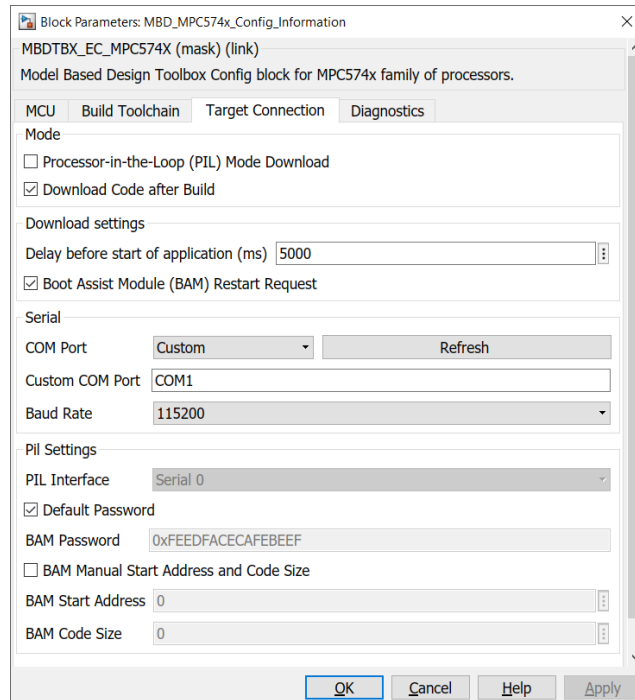 Block Parameters: MBD_MPC574x_Config_Information
MBDTBX_EC_MPC574X (mask) (link)
Model Based Design Toolbox Config block for MPC574x family of processors.
MCU Build Toolchain Target Connection Diagnostics
Mode
Processor-in-the-Loop (PIL) Mode Download
Download Code after Build
Download settings
Delay before start of application (ms) 5000
Boot Assist Module (BAM) Restart Request
Serial
COM Port Custom Refresh
Custom COM Port COM1
Baud Rate 115200
Pil Settings
PIL Interface Serial 0
Default Password
BAM Password 0xFEEDFACECAFEBEEF
BAM Manual Start Address and Code Size
BAM Start Address 0
BAM Code Size 0
OK Cancel Help Apply